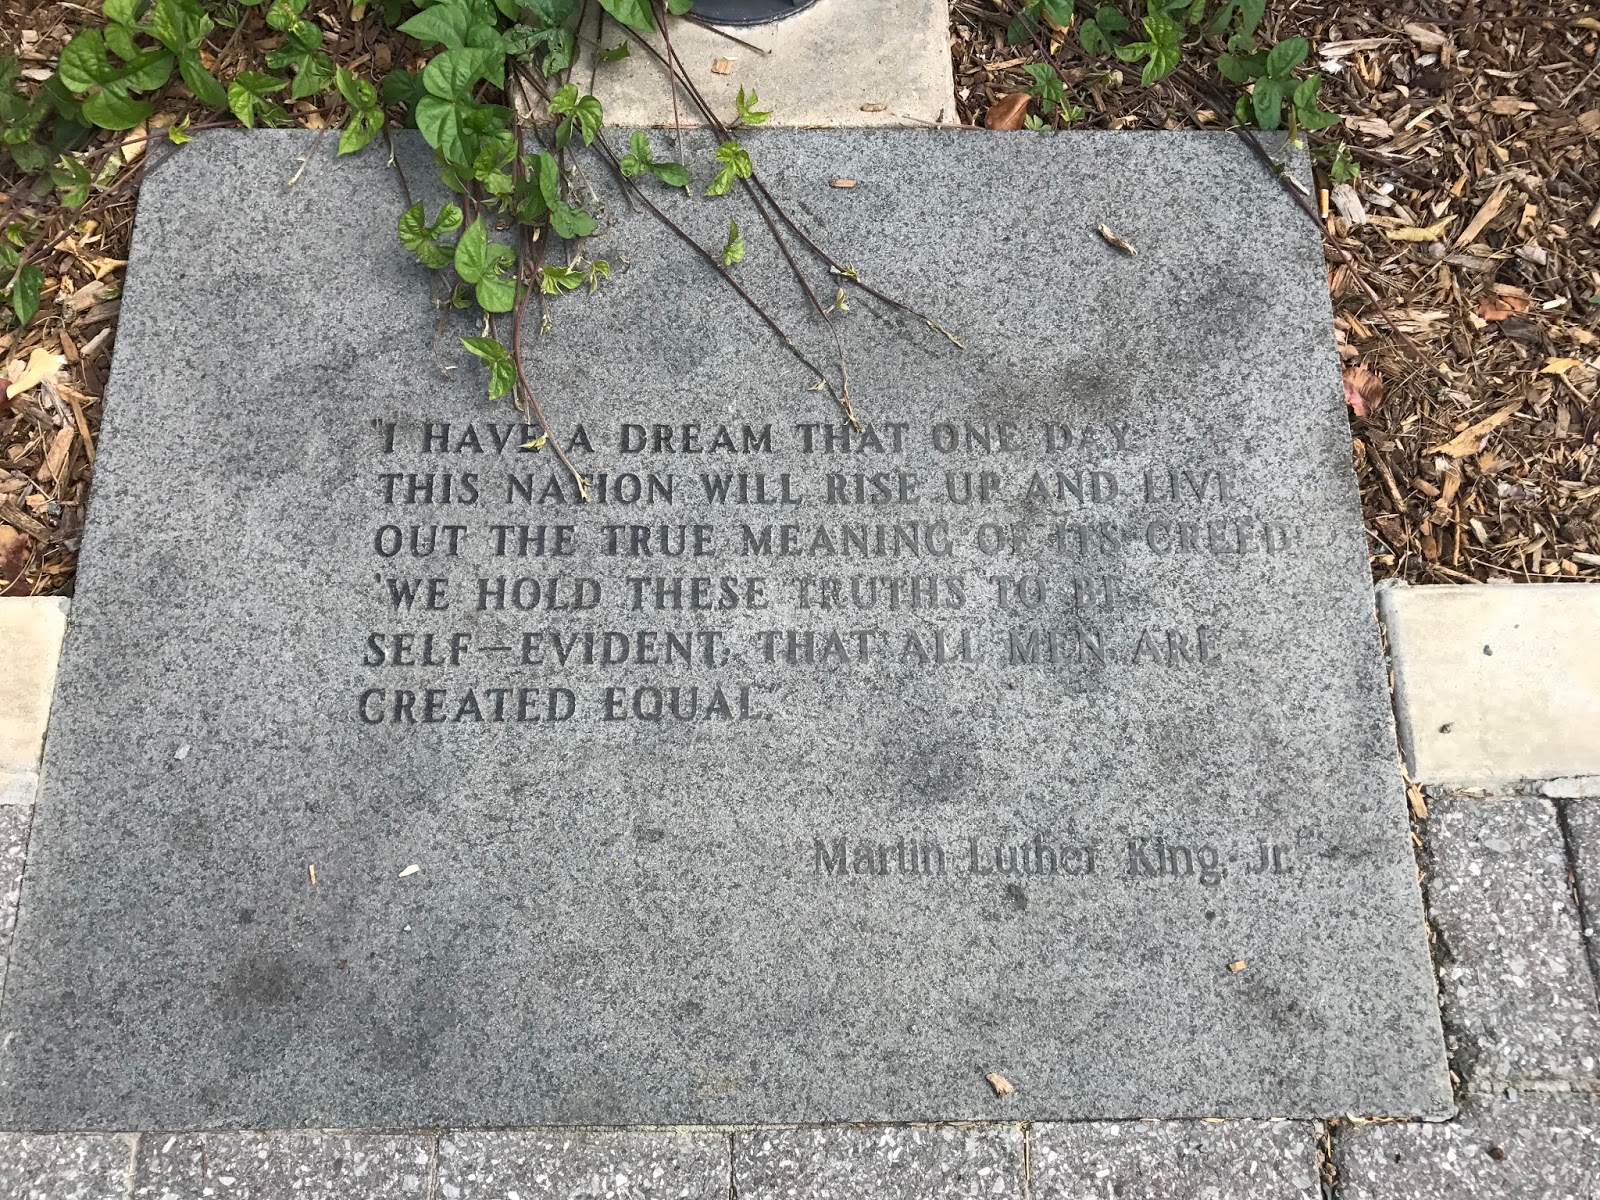 "I HAVE A DREAM THAT ONE DAY
THIS NATION WILL RISE UP AND LIVE
OUT THE TRUE MEANING OF ITS CREED:
'WE HOLD THESE TRUTHS TO BE
SELF—EVIDENT, THAT ALL MEN ARE
CREATED EQUAL."
Martin Luther King, Jr.